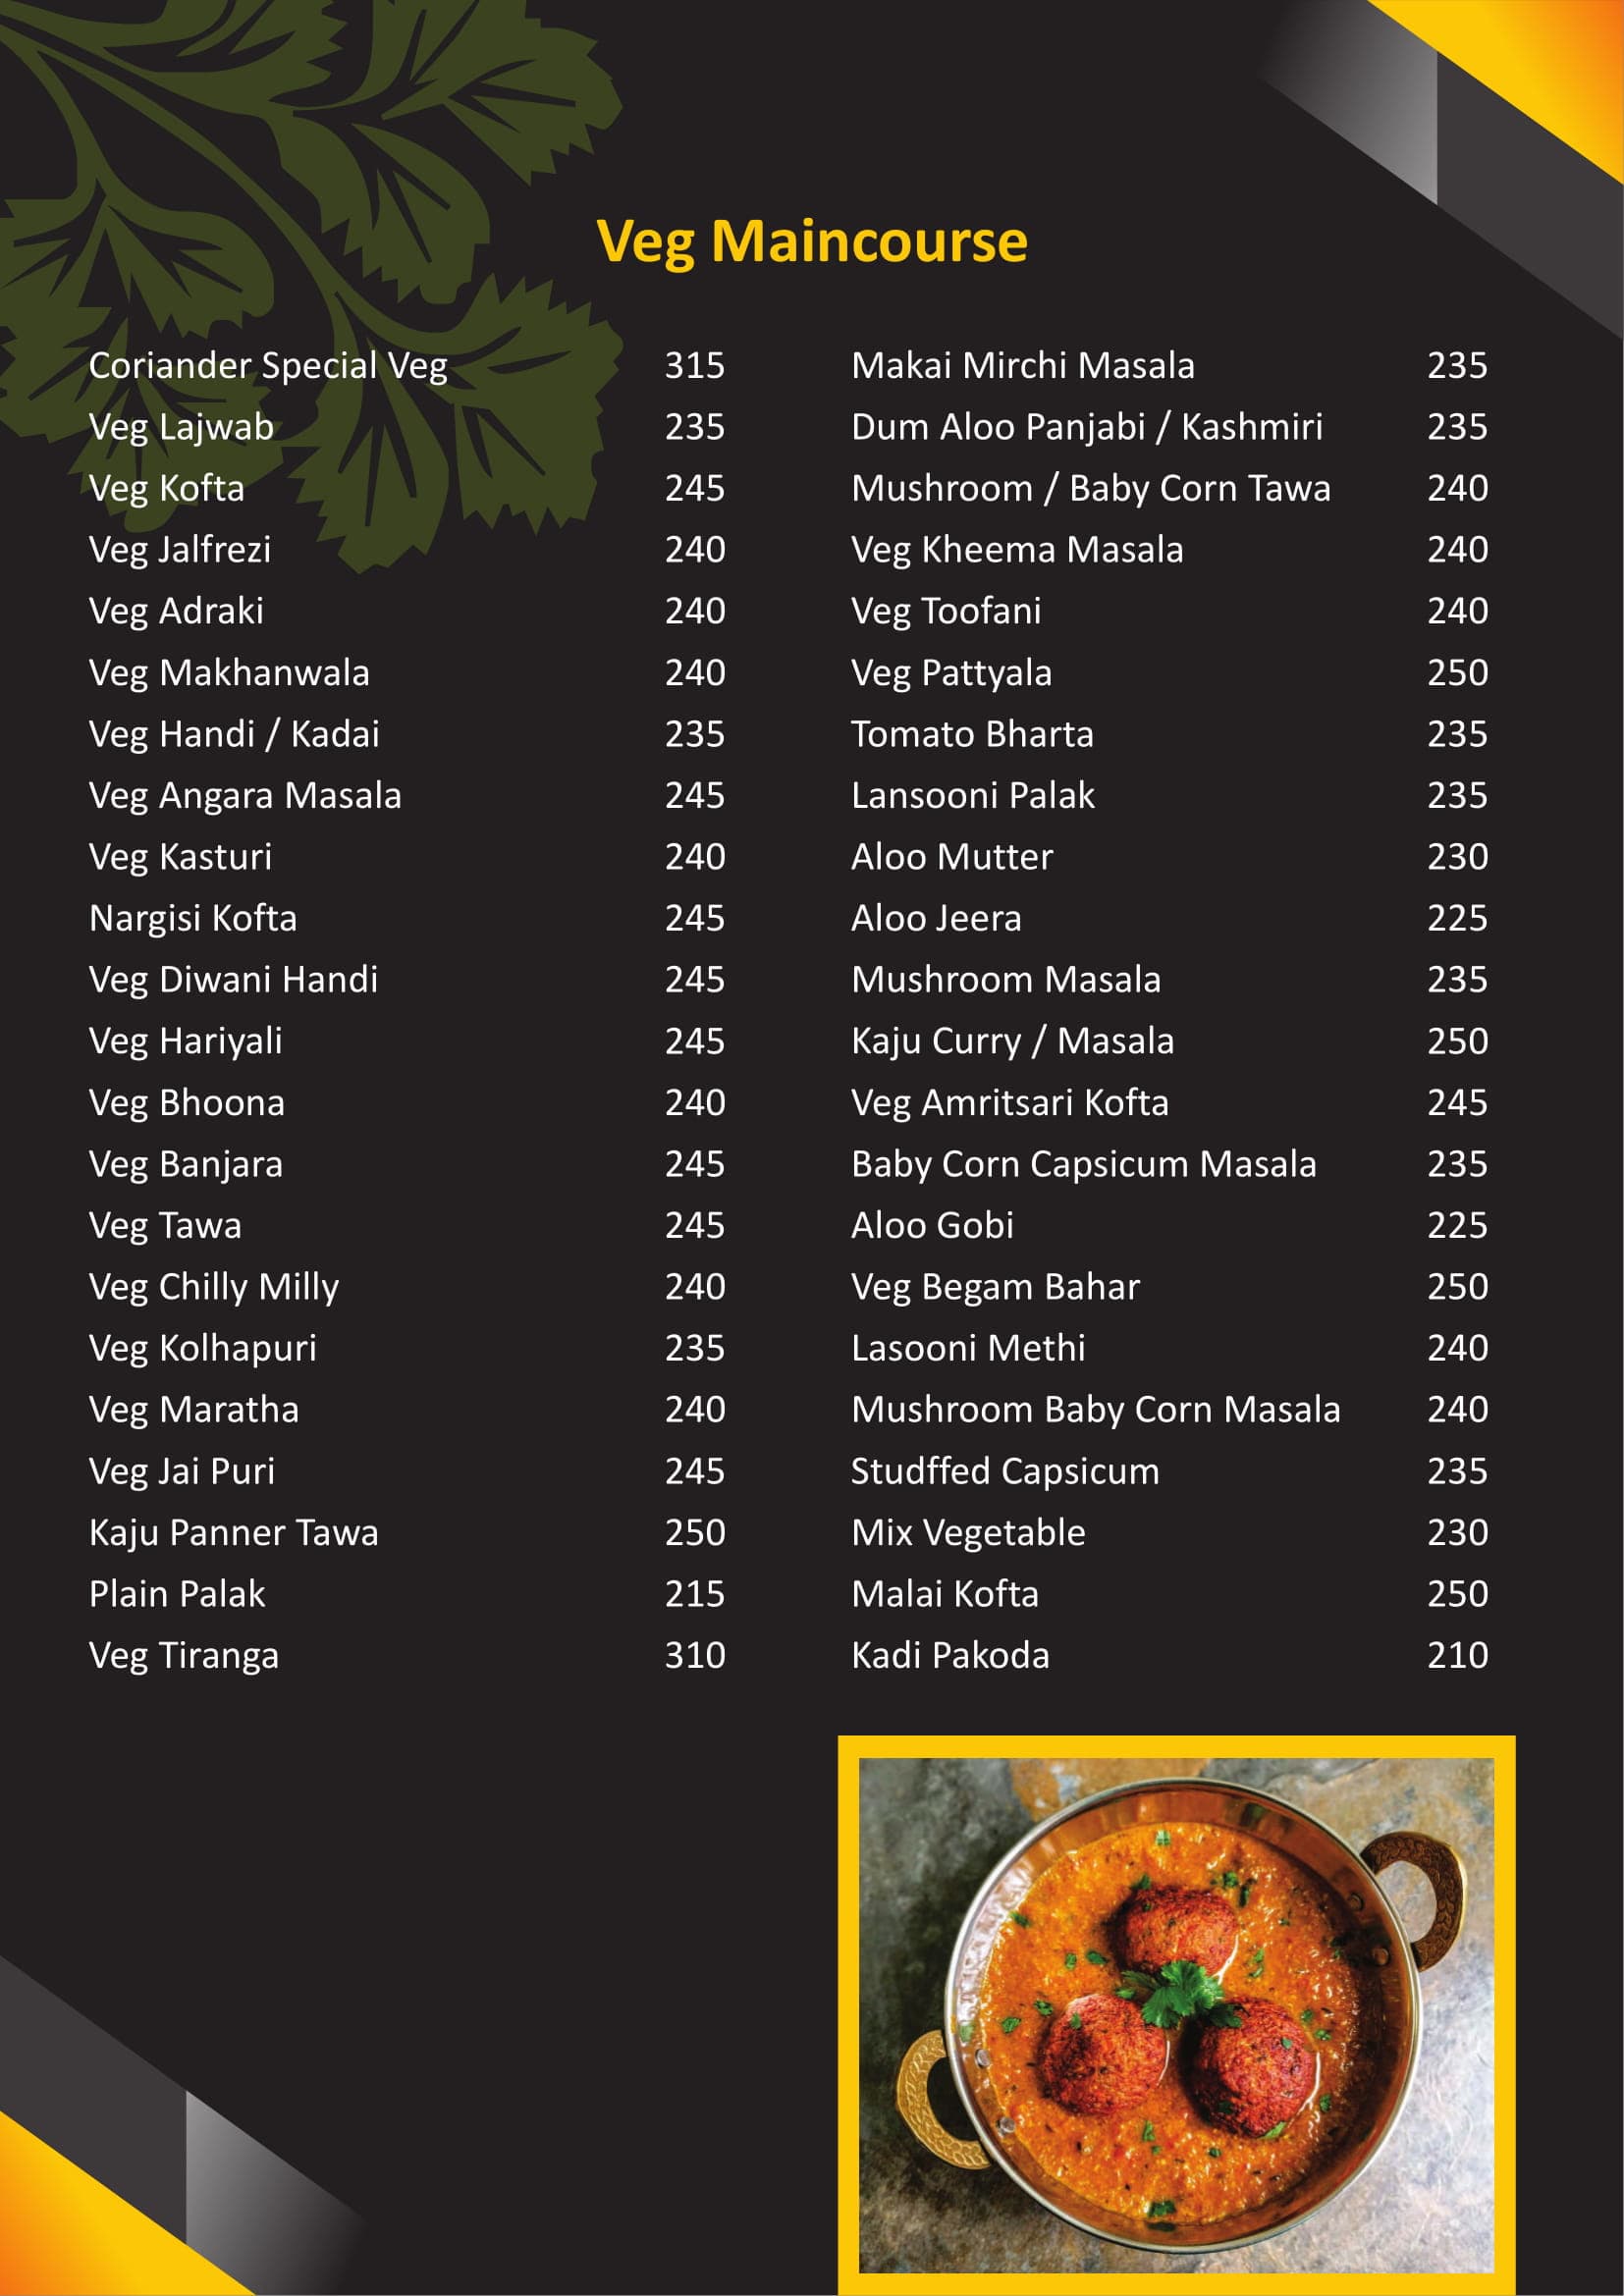 Veg Maincourse
Coriander Special Veg 315
Veg Lajwab 235
Veg Kofta 245
Veg Jalfrezi 240
Veg Adraki 240
Veg Makhanwala 240
Veg Handi / Kadai 235
Veg Angara Masala 245
Veg Kasturi 240
Nargisi Kofta 245
Veg Diwani Handi 245
Veg Hariyali 245
Veg Bhoona 240
Veg Banjara 245
Veg Tawa 245
Veg Chilly Milly 240
Veg Kolhapuri 235
Veg Maratha 240
Veg Jai Puri 245
Kaju Panner Tawa 250
Plain Palak 215
Veg Tiranga 310
Makai Mirchi Masala 235
Dum Aloo Panjabi / Kashmiri 235
Mushroom / Baby Corn Tawa 240
Veg Kheema Masala 240
Veg Toofani 240
Veg Pattyala 250
Tomato Bharta 235
Lansooni Palak 235
Aloo Mutter 230
Aloo Jeera 225
Mushroom Masala 235
Kaju Curry / Masala 250
Veg Amritsari Kofta 245
Baby Corn Capsicum Masala 235
Aloo Gobi 225
Veg Begam Bahar 250
Lasooni Methi 240
Mushroom Baby Corn Masala 240
Studffed Capsicum 235
Mix Vegetable 230
Malai Kofta 250
Kadi Pakoda 210